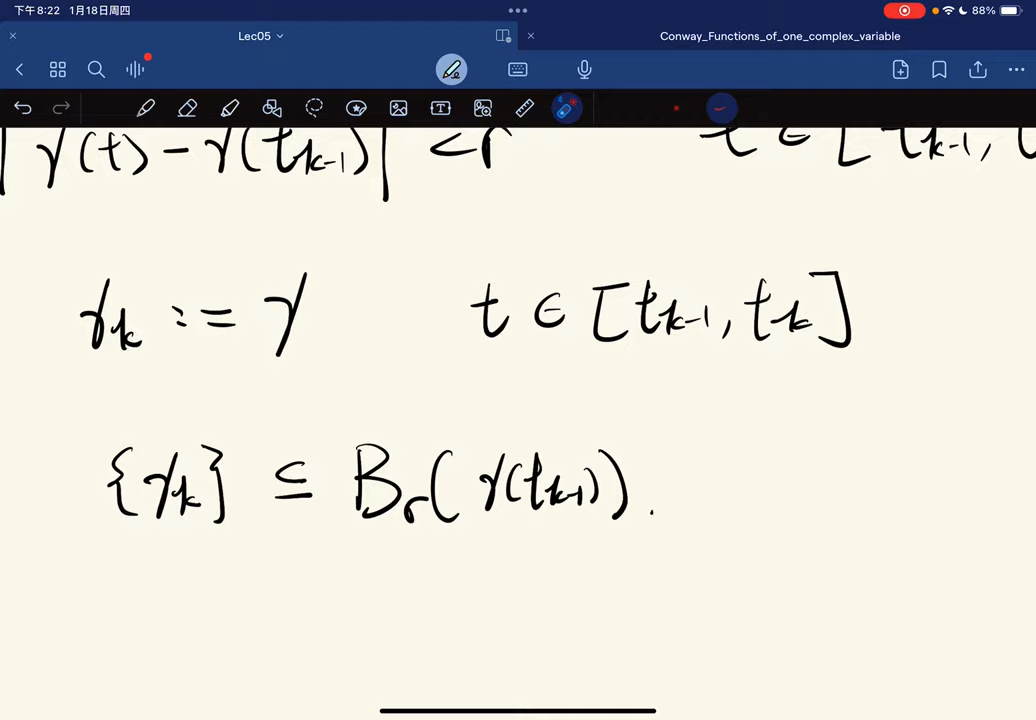 下午8:22 1月18日周四 88%
Lec05 Conway_Functions_of_one_complex_variable
|γ(t) − γ(t_{k-1})| < r t ∈ [t_{k-1}, t
γ_k := γ t ∈ [t_{k-1}, t_k]
{γ_k} ⊆ B_r(γ(t_{k-1})).